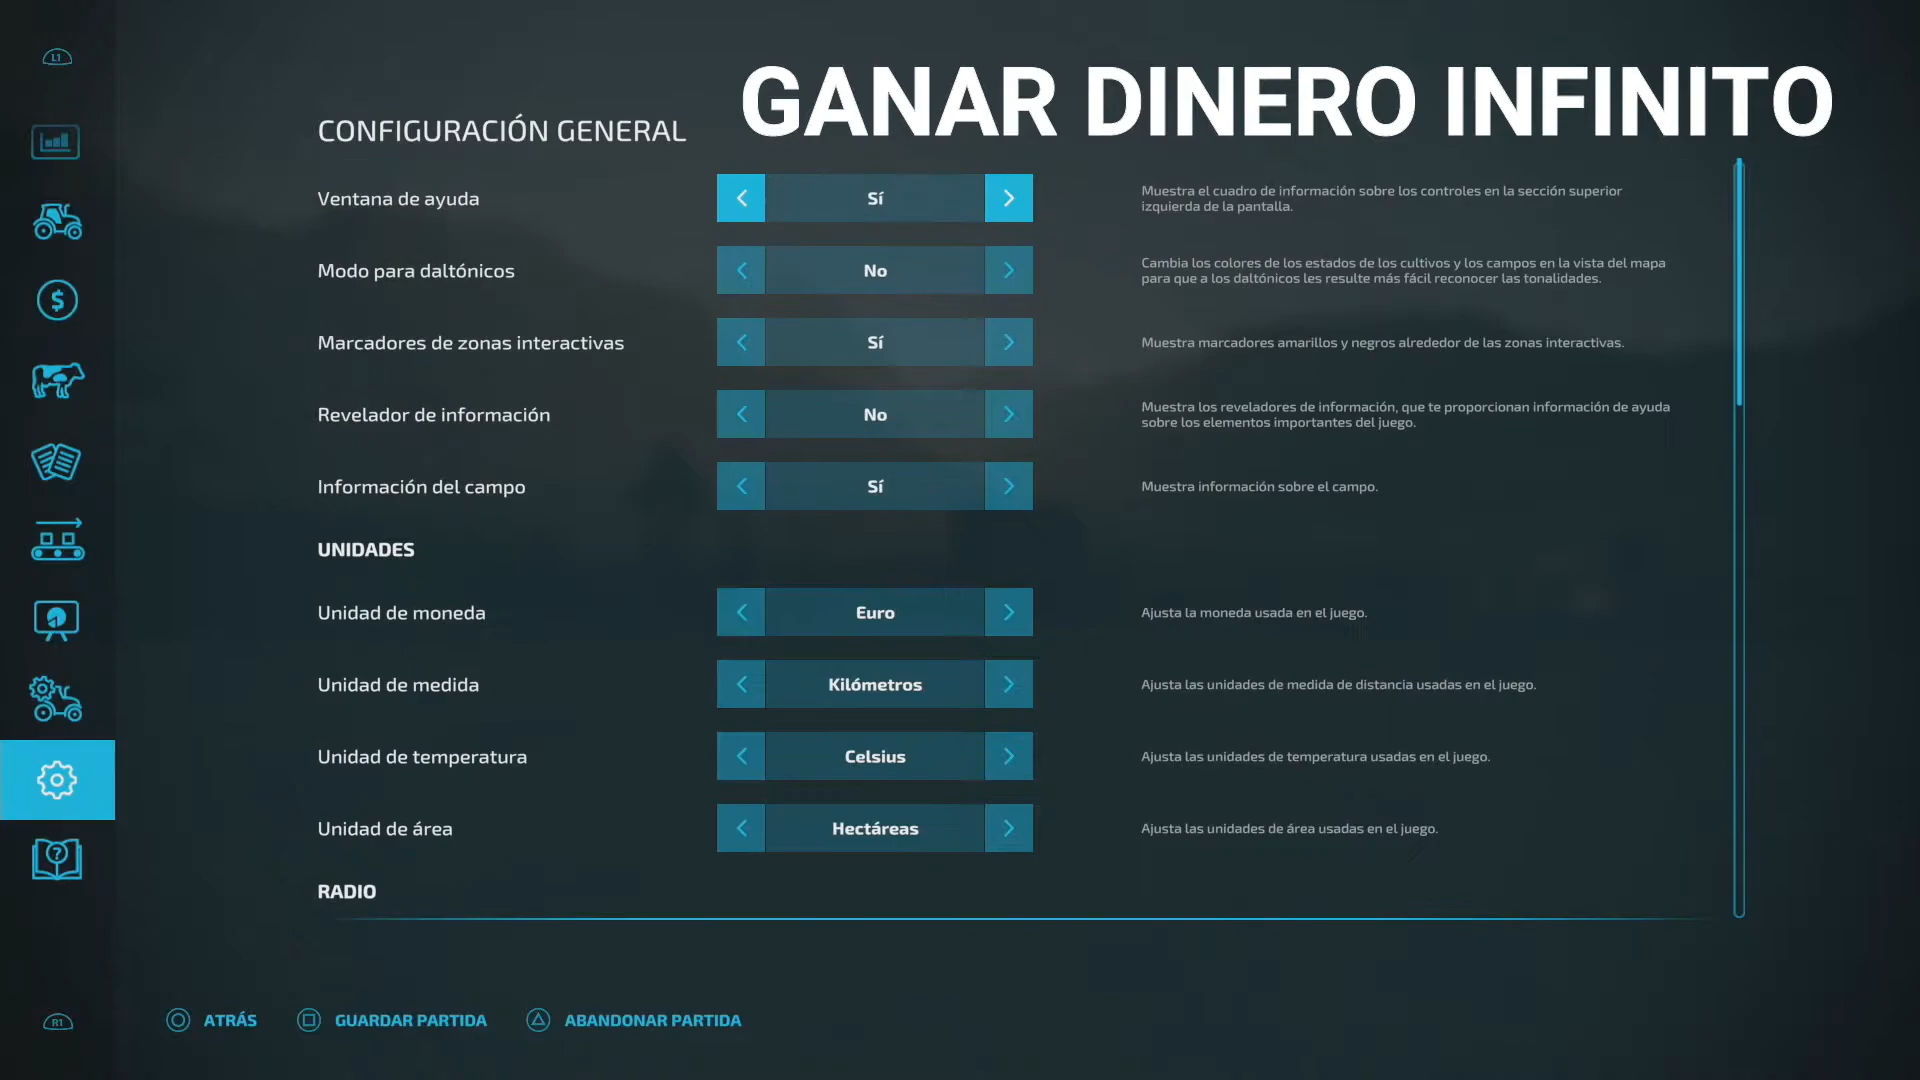 L1
GANAR DINERO INFINITO
CONFIGURACIÓN GENERAL
Ventana de ayuda
Sí
Muestra el cuadro de información sobre los controles en la sección superior
izquierda de la pantalla.
Modo para daltónicos
No
Cambia los colores de los estados de los cultivos y los campos en la vista del mapa
para que a los daltónicos les resulte más fácil reconocer las tonalidades.
Marcadores de zonas interactivas
Sí
Muestra marcadores amarillos y negros alrededor de las zonas interactivas.
Revelador de información
No
Muestra los reveladores de información, que te proporcionan información de ayuda
sobre los elementos importantes del juego.
Información del campo
Sí
Muestra información sobre el campo.
UNIDADES
Unidad de moneda
Euro
Ajusta la moneda usada en el juego.
Unidad de medida
Kilómetros
Ajusta las unidades de medida de distancia usadas en el juego.
Unidad de temperatura
Celsius
Ajusta las unidades de temperatura usadas en el juego.
Unidad de área
Hectáreas
Ajusta las unidades de área usadas en el juego.
RADIO
R1
ATRÁS
GUARDAR PARTIDA
ABANDONAR PARTIDA